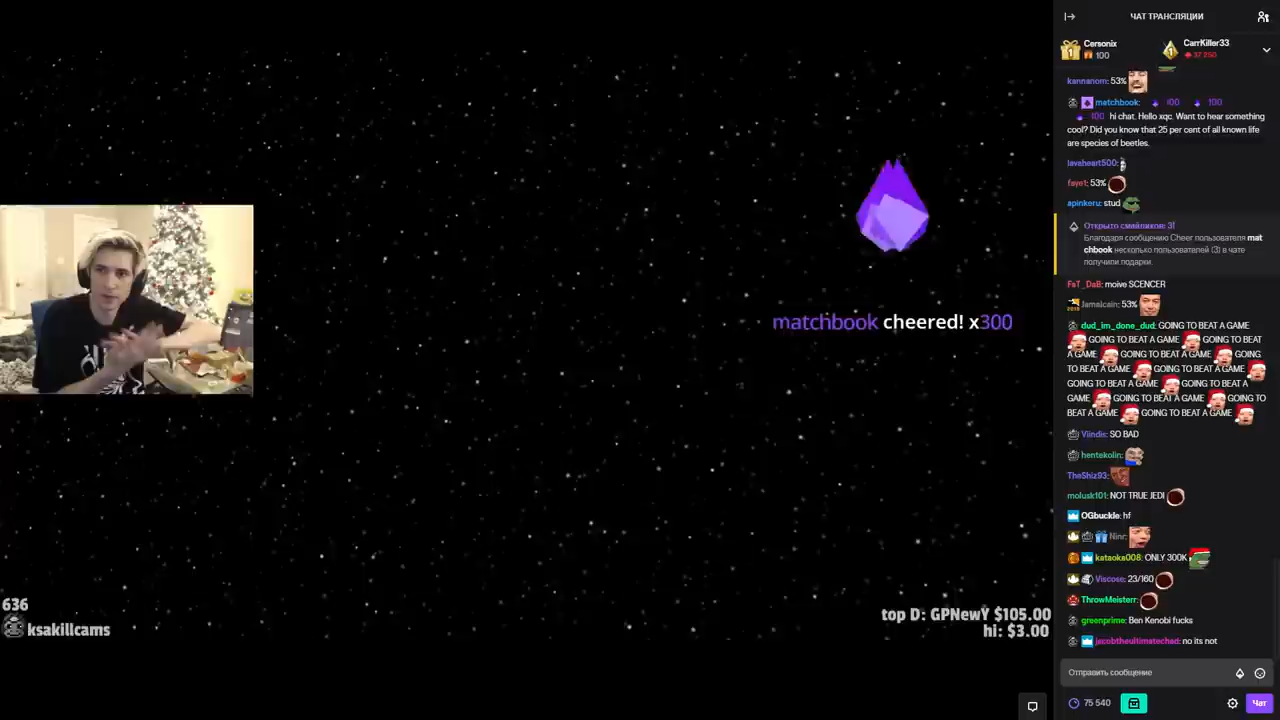 matchbook cheered! x300
636
ksakillcams
top D: GPNewY $105.00
hi: $3.00
ЧАТ ТРАНСЛЯЦИИ
Cersonix
100
CarrKiller33
37 250
kannanom: 53%
matchbook: 100 100
100 hi chat. Hello xqc. Want to hear something
cool? Did you know that 25 per cent of all known life
are species of beetles.
lavaheart500:
faye1: 53%
apinkeru: stud
Открыто смайликов: 3!
Благодаря сообщению Cheer пользователя mat
chbook несколько пользователей (3) в чате
получили подарки.
FaT_DaB: moive SCENCER
Jamalcain: 53%
dud_im_done_dud: GOING TO BEAT A GAME
GOING TO BEAT A GAME GOING TO BEAT
A GAME GOING TO BEAT A GAME GOING
TO BEAT A GAME GOING TO BEAT A GAME
GOING TO BEAT A GAME GOING TO BEAT A
GAME GOING TO BEAT A GAME GOING TO
BEAT A GAME GOING TO BEAT A GAME
Viindis: SO BAD
hentekolin:
TheShiz93:
molusk101: NOT TRUE JEDI
OGbuckle: hf
Ninr:
kataoka008: ONLY 300K
Viscose: 23/160
ThrowMeisterr:
greenprime: Ben Kenobi fucks
jacobtheultimatechad: no its not
Отправить сообщение
75 540
Чат